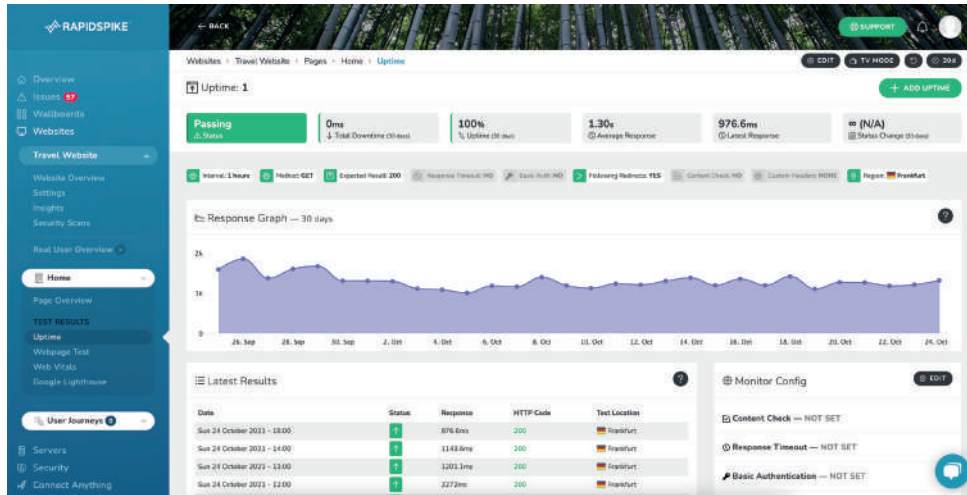 RAPIDSPIKE
← BACK
SUPPORT
Websites › Travel Website › Pages › Home › Uptime
EDIT
TV MODE
30d
Uptime: 1
+ ADD UPTIME
Overview
Issues 57
Wallboards
Websites
Travel Website
Website Overview
Settings
Insights
Security Scans
Real User Overview
Home
Page Overview
TEST RESULTS
Uptime
Webpage Test
Web Vitals
Google Lighthouse
User Journeys 0
Servers
Security
Connect Anything
Passing
Status
0ms
Total Downtime (30 days)
100%
Uptime (30 days)
1.30s
Average Response
976.6ms
Latest Response
∞ (N/A)
Status Change (30 days)
Interval: 1 hours
Method: GET
Expected Result: 200
Response Timeout: NO
Basic Auth: NO
Following Redirects: YES
Content Check: NO
Custom Headers: NONE
Region: Frankfurt
Response Graph — 30 days
?
2k
1k
0
26. Sep 28. Sep 30. Sep 2. Oct 4. Oct 6. Oct 8. Oct 10. Oct 12. Oct 14. Oct 16. Oct 18. Oct 20. Oct 22. Oct 24. Oct
Latest Results
?
Date Status Response HTTP Code Test Location
Sun 24 October 2021 – 976.6ms 200 Frankfurt
Sun 24 October 2021 – 14:00 1143.6ms 200 Frankfurt
Sun 24 October 2021 – 13:00 1201.1ms 200 Frankfurt
Sun 24 October 2021 – 12:00 2272ms 200 Frankfurt
Monitor Config
EDIT
Content Check — NOT SET
Response Timeout — NOT SET
Basic Authentication — NOT SET